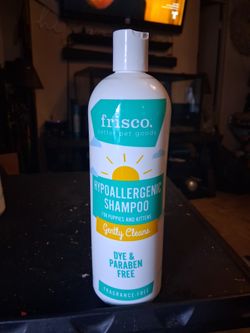 frisco.
better pet goods
HYPOALLERGENIC
SHAMPOO
FOR PUPPIES AND KITTENS
Gently Cleans
DYE &
PARABEN
FREE
FRAGRANCE FREE